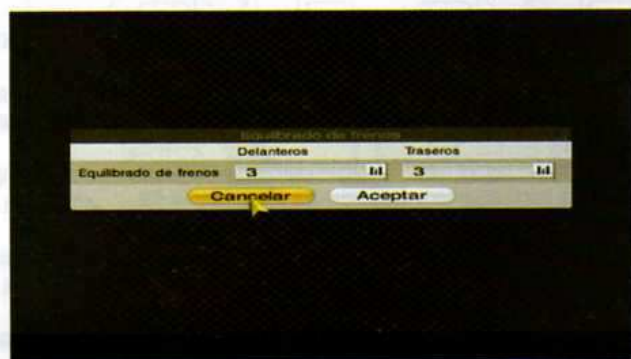 Equilibrado de frenos
Delanteros Traseros
Equilibrado de frenos 3 3
Cancelar Aceptar